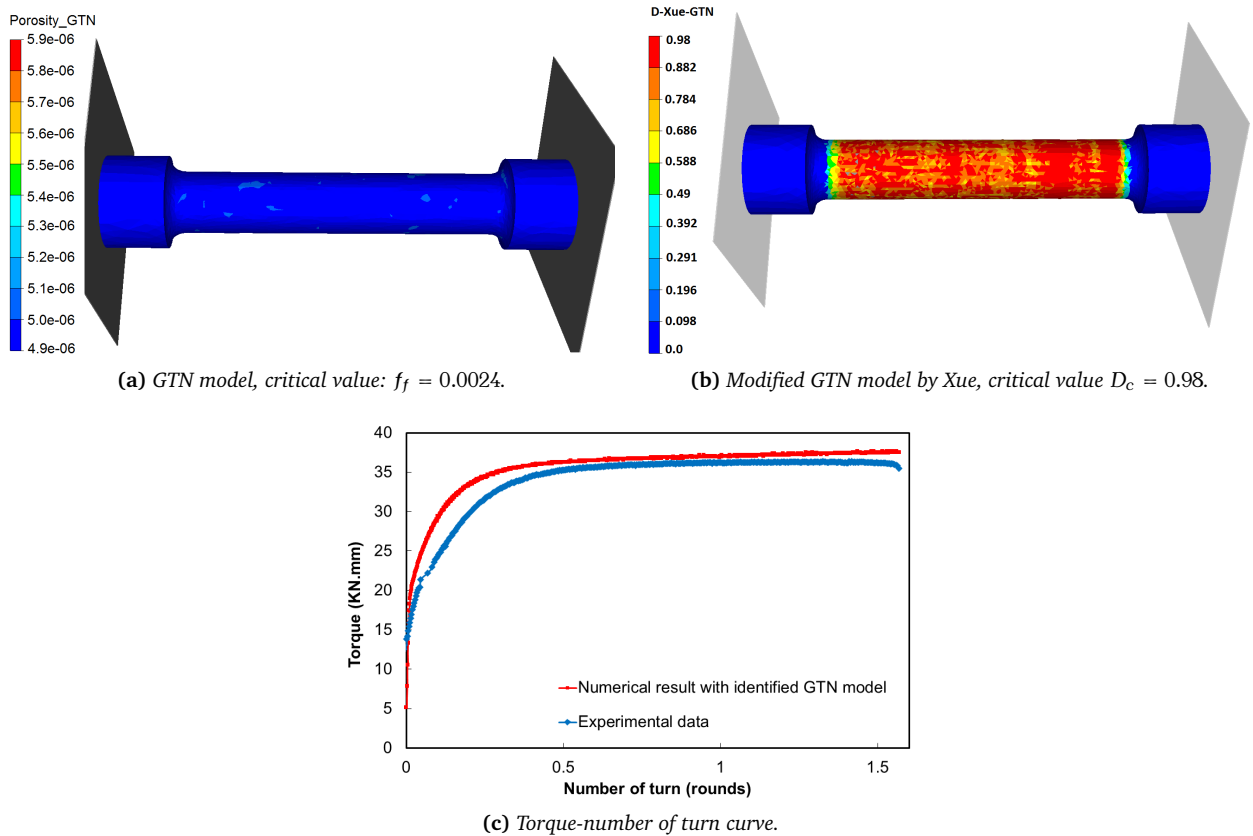 Porosity_GTN
5.9e-06
5.8e-06
5.7e-06
5.6e-06
5.5e-06
5.4e-06
5.3e-06
5.2e-06
5.1e-06
5.0e-06
4.9e-06
(a) GTN model, critical value: f_f = 0.0024.
D-Xue-GTN
0.98
0.882
0.784
0.686
0.588
0.49
0.392
0.291
0.196
0.098
0.0
(b) Modified GTN model by Xue, critical value D_c = 0.98.
40
35
30
25
20
15
10
5
0
Torque (KN.mm)
Numerical result with identified GTN model
Experimental data
0 0.5 1 1.5
Number of turn (rounds)
(c) Torque-number of turn curve.